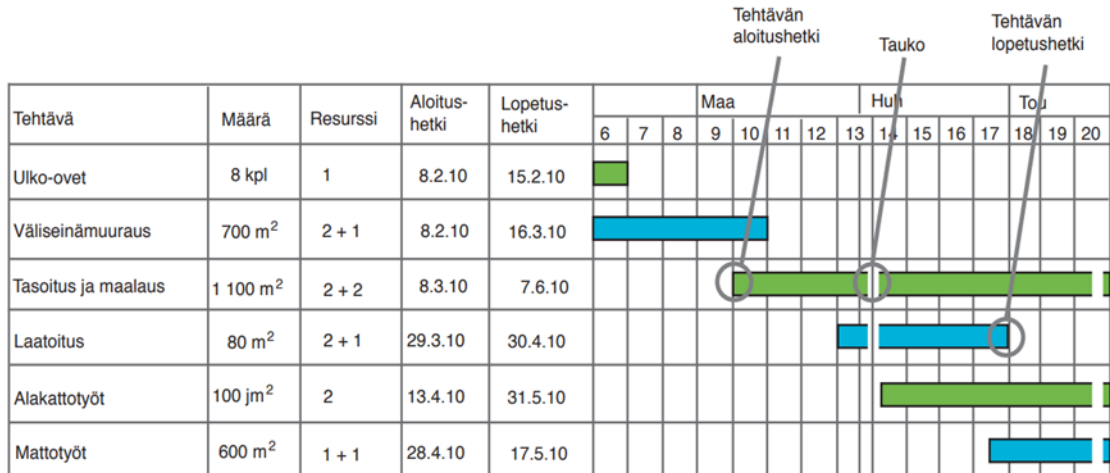 Tehtävän
aloitushetki
Tauko
Tehtävän
lopetushetki
Tehtävä Määrä Resurssi Aloitus-
hetki Lopetus-
hetki Maa Huh Tou
6 7 8 9 10 11 12 13 14 15 16 17 18 19 20
Ulko-ovet 8 kpl 1 8.2.10 15.2.10
Väliseinämuuraus 700 m² 2 + 1 8.2.10 16.3.10
Tasoitus ja maalaus 1 100 m² 2 + 2 8.3.10 7.6.10
Laatoitus 80 m² 2 + 1 29.3.10 30.4.10
Alakattotyöt 100 jm² 2 13.4.10 31.5.10
Mattotyöt 600 m² 1 + 1 28.4.10 17.5.10